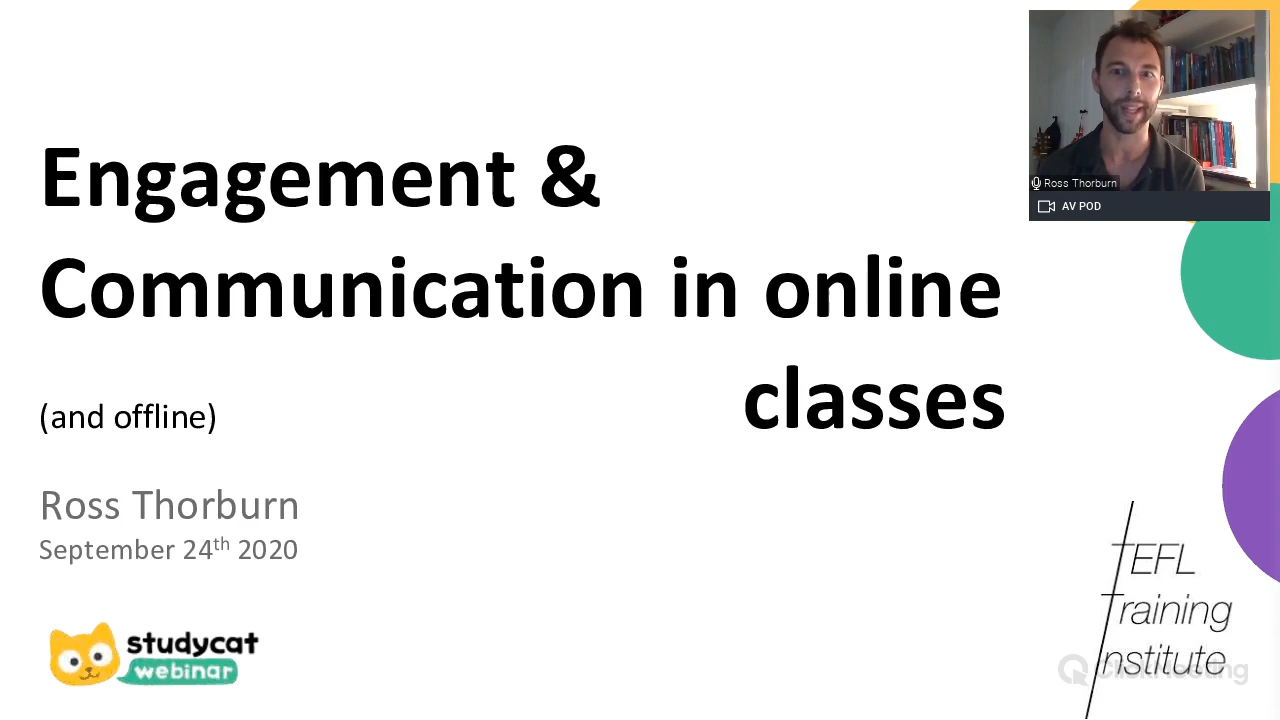 Engagement &
Communication in online
classes
(and offline)
Ross Thorburn
September 24th 2020
studycat
webinar
Ross Thorburn
AV POD
TEFL
Training
Institute
ClickMeeting